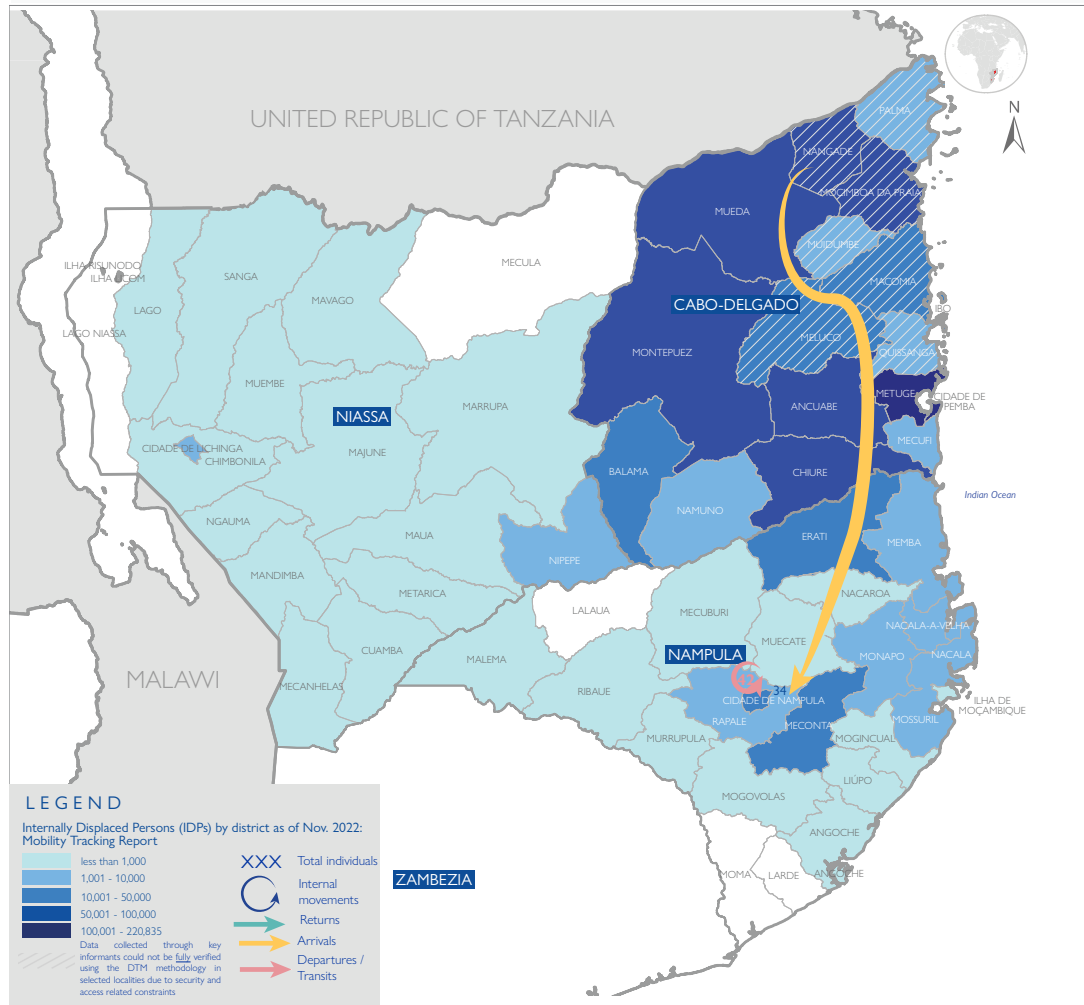 N
UNITED REPUBLIC OF TANZANIA
PALMA
NANGADE
MOCIMBOA DA PRAIA
MUEDA
MUIDUMBE
MECULA
ILHA RISUNODO
ILHA LICOM
SANGA
MAVAGO
MACOMIA
LAGO
CABO-DELGADO
IBO
LAGO NIASSA
MELUCO
MONTEPUEZ
QUISSANGA
MUEMBE
METUGE
CIDADE DE
PEMBA
MARRUPA
ANCUABE
NIASSA
MECUFI
CIDADE DE LICHINGA
CHIMBONILA
MAJUNE
BALAMA
CHIURE
Indian Ocean
NAMUNO
NGAUMA
MAUA
ERATI
MEMBA
NIPEPE
MANDIMBA
METARICA
NACAROA
LALAUA
MECUBURI
NACALA-A-VELHA
MUECATE
CUAMBA
NAMPULA
MONAPO
NACALA
MALEMA
MALAWI
MECANHELAS
RIBAUE
34
CIDADE DE NAMPULA
ILHA DE
MOÇAMBIQUE
RAPALE
MECONTA
MOSSURIL
MURRUPULA
MOGINCUAL
LIÚPO
MOGOVOLAS
ANGOCHE
MOMA
LARDE
ANGOCHE
ZAMBEZIA
LEGEND
Internally Displaced Persons (IDPs) by district as of Nov. 2022:
Mobility Tracking Report
less than 1,000
1,001 - 10,000
10,001 - 50,000
50,001 - 100,000
100,001 - 220,835
Data collected through key
informants could not be fully verified
using the DTM methodology in
selected localities due to security and
access related constraints
XXX Total individuals
Internal
movements
Returns
Arrivals
Departures /
Transits